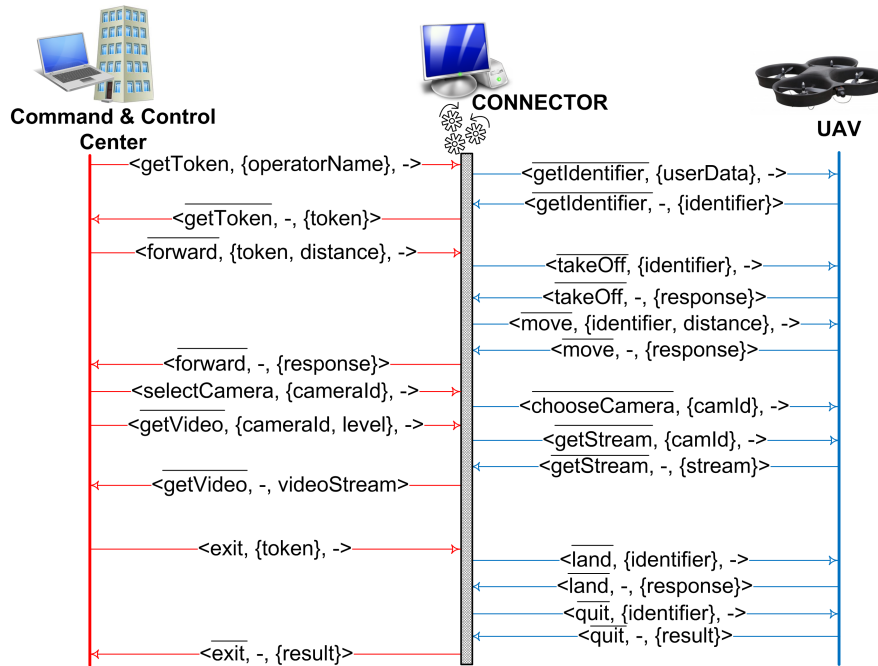 Command & Control
Center
CONNECTOR
UAV
<getToken, {operatorName}, ->
<getIdentifier, {userData}, ->
<getIdentifier, -, {identifier}>
<getToken, -, {token}>
<forward, {token, distance}, ->
<takeOff, {identifier}, ->
<takeOff, -, {response}>
<move, {identifier, distance}, ->
<move, -, {response}>
<forward, -, {response}>
<selectCamera, {cameraId}, ->
<chooseCamera, {camId}, ->
<getVideo, {cameraId, level}, ->
<getStream, {camId}, ->
<getStream, -, {stream}>
<getVideo, -, videoStream>
<exit, {token}, ->
<land, {identifier}, ->
<land, -, {response}>
<quit, {identifier}, ->
<quit, -, {result}>
<exit, -, {result}>